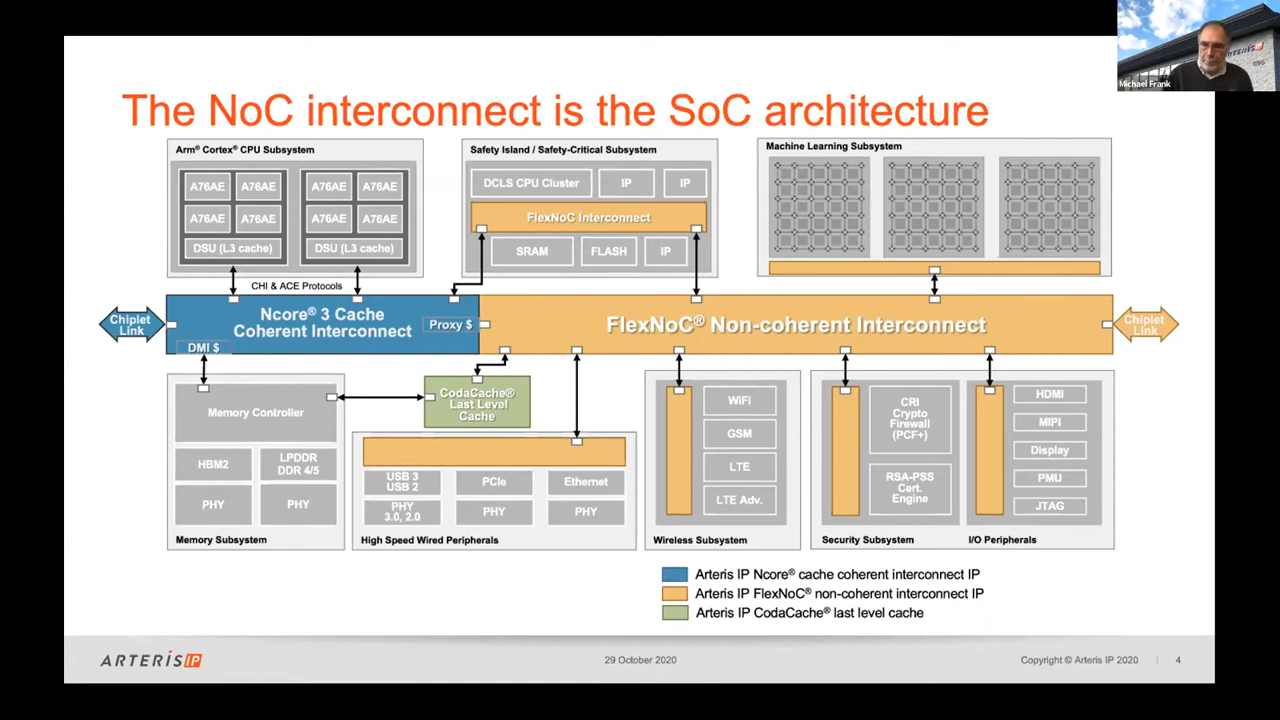 ARTERIS IP
Michael Frank
The NoC interconnect is the SoC architecture
Arm® Cortex® CPU Subsystem
A76AE A76AE A76AE A76AE
A76AE A76AE A76AE A76AE
DSU (L3 cache) DSU (L3 cache)
CHI & ACE Protocols
Safety Island / Safety-Critical Subsystem
DCLS CPU Cluster IP IP
FlexNoC Interconnect
SRAM FLASH IP
Machine Learning Subsystem
Chiplet
Link
Ncore® 3 Cache
Coherent Interconnect
Proxy $
DMI $
FlexNoC® Non-coherent Interconnect
Chiplet
Link
Memory Controller
HBM2
LPDDR
DDR 4/5
PHY PHY
Memory Subsystem
CodaCache®
Last Level
Cache
USB 3
USB 2
PCIe
Ethernet
PHY
3.0, 2.0
PHY
PHY
High Speed Wired Peripherals
WiFi
GSM
LTE
LTE Adv.
Wireless Subsystem
CRI
Crypto
Firewall
(PCF+)
RSA-PSS
Cert.
Engine
Security Subsystem
HDMI
MIPI
Display
PMU
JTAG
I/O Peripherals
Arteris IP Ncore® cache coherent interconnect IP
Arteris IP FlexNoC® non-coherent interconnect IP
Arteris IP CodaCache® last level cache
ARTERIS IP
29 October 2020
Copyright © Arteris IP 2020 | 4